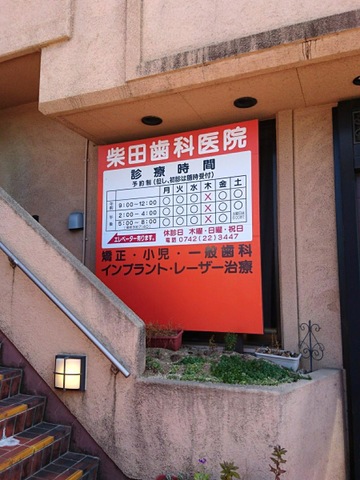 柴田歯科医院
診療時間
予約制(但し、初診は随時受付)
月 火 水 木 金 土
午前 9:00~12:00 ○ ○ ○ × ○ ○
午後 2:00~4:00 ○ ○ ○ × ○
5:00~8:00 ○ ○ ○ × ○
エレベーター有ります。
休診日 木曜・日曜・祝日
電話 0742(22)3447
矯正・小児・一般歯科
インプラント・レーザー治療